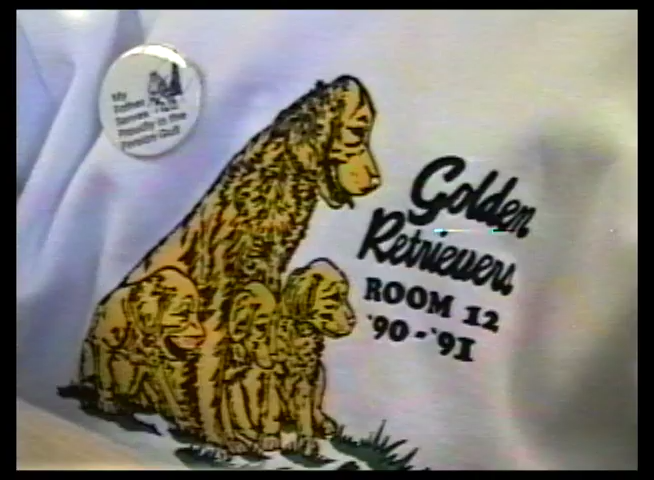 My
Father
Serves
Proudly in the
Persian Gulf
Golden
Retrievers
ROOM 12
'90-'91